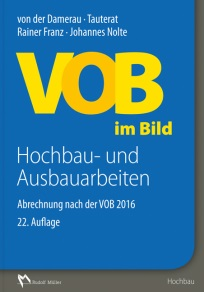 von der Damerau · Tauterat
Rainer Franz · Johannes Nolte
VOB
im Bild
Hochbau- und
Ausbauarbeiten
Abrechnung nach der VOB 2016
22. Auflage
Rudolf Müller
Hochbau